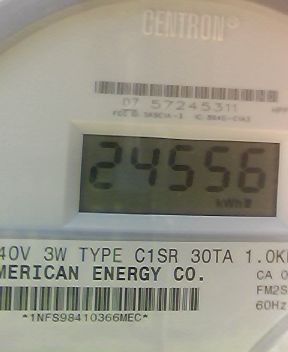 CENTRON®
07 57245311
24556
kWh
40V 3W TYPE C1SR 30TA 1.0K
MERICAN ENERGY CO.
CA 0
FM2S
60Hz
*1NFS98410366MEC*